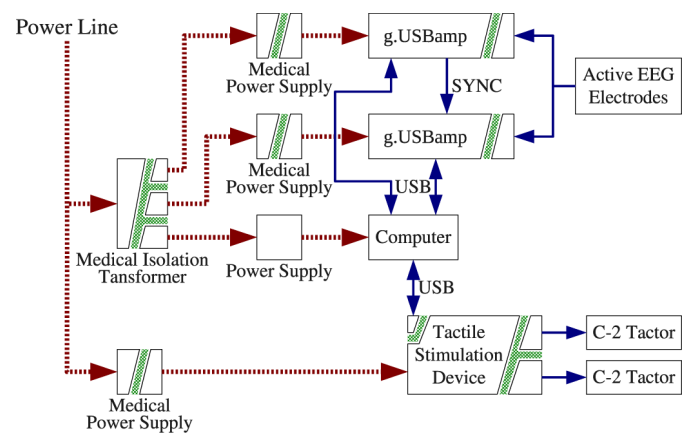 Power Line
g.USBamp
Medical
Power Supply
SYNC
Active EEG
Electrodes
g.USBamp
Medical
Power Supply
USB
Computer
Medical Isolation
Tansformer
Power Supply
USB
Tactile
Stimulation
Device
C-2 Tactor
C-2 Tactor
Medical
Power Supply